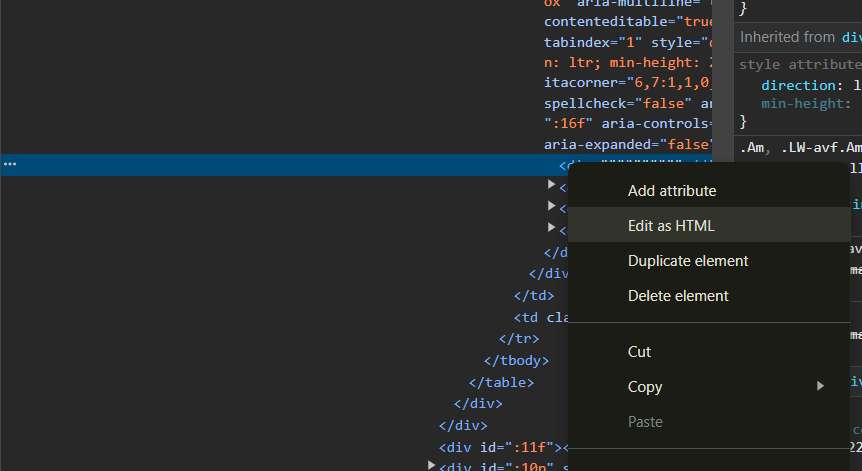 ox" aria-multiline="
contenteditable="true
tabindex="1" style="
n: ltr; min-height: 2
itacorner="6,7:1,1,0,
spellcheck="false" ar
":16f" aria-controls=
aria-expanded="false"
<div
<
<
<
</d
</div
</td>
<td cla
</tr>
</tbody>
</table>
</div>
</div>
<div id=":11f"><
<div id=":10n" s
}
Inherited from div
style attribute
direction: l
min-height:
}
.Am, .LW-avf.Am
Add attribute
Edit as HTML
Duplicate element
Delete element
Cut
Copy
Paste